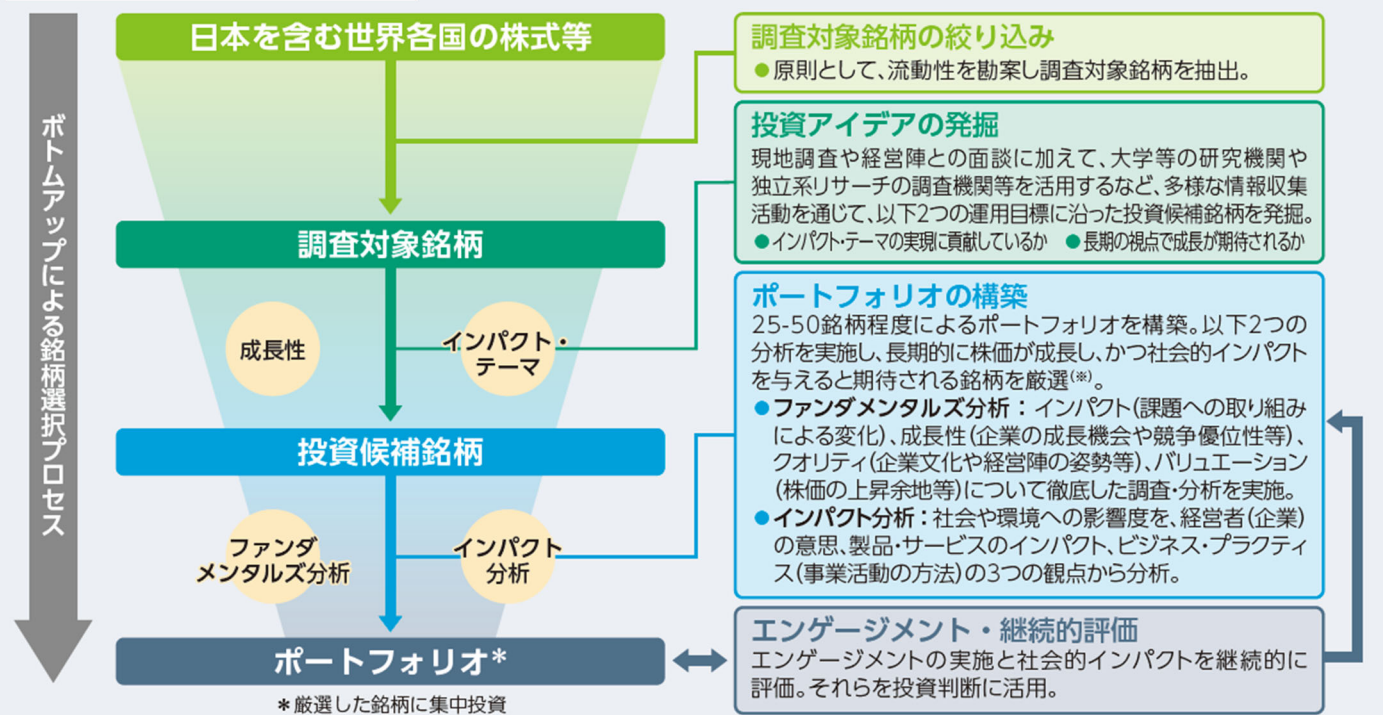 ボトムアップによる銘柄選択プロセス
日本を含む世界各国の株式等
調査対象銘柄の絞り込み
●原則として、流動性を勘案し調査対象銘柄を抽出。
投資アイデアの発掘
現地調査や経営陣との面談に加えて、大学等の研究機関や
独立系リサーチの調査機関等を活用するなど、多様な情報収集
活動を通じて、以下2つの運用目標に沿った投資候補銘柄を発掘。
●インパクト・テーマの実現に貢献しているか ●長期の視点で成長が期待されるか
調査対象銘柄
成長性
インパクト・
テーマ
ポートフォリオの構築
25-50銘柄程度によるポートフォリオを構築。以下2つの
分析を実施し、長期的に株価が成長し、かつ社会的インパクト
を与えると期待される銘柄を厳選(※)。
●ファンダメンタルズ分析：インパクト(課題への取り組み
による変化)、成長性(企業の成長機会や競争優位性等)、
クオリティ(企業文化や経営陣の姿勢等)、バリュエーション
(株価の上昇余地等)について徹底した調査・分析を実施。
●インパクト分析：社会や環境への影響度を、経営者(企業)
の意思、製品・サービスのインパクト、ビジネス・プラクティ
ス(事業活動の方法)の3つの観点から分析。
投資候補銘柄
ファンダ
メンタルズ分析
インパクト
分析
ポートフォリオ*
*厳選した銘柄に集中投資
エンゲージメント・継続的評価
エンゲージメントの実施と社会的インパクトを継続的に
評価。それらを投資判断に活用。